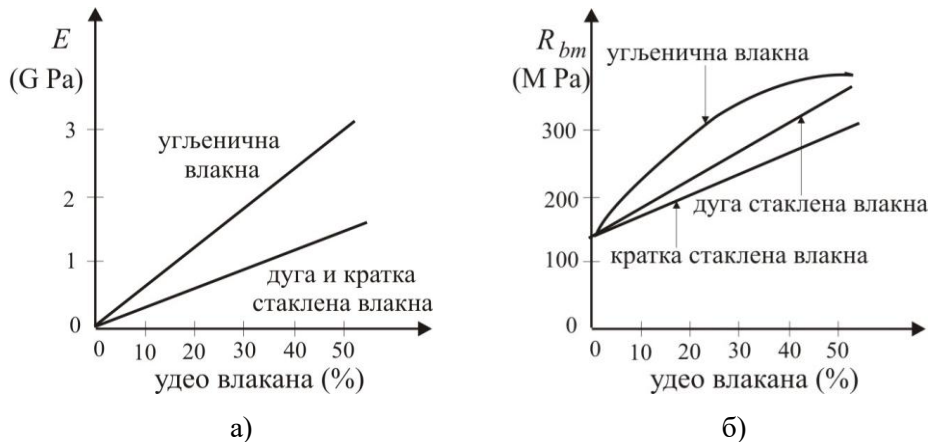 E
(G Pa)
3
2
1
0
0 10 20 30 40 50
удео влакана (%)
угљенична
влакна
дуга и кратка
стаклена влакна
а)
R bm
(M Pa)
300
200
100
0
0 10 20 30 40 50
удео влакана (%)
угљенична влакна
дуга стаклена влакна
кратка стаклена влакна
б)